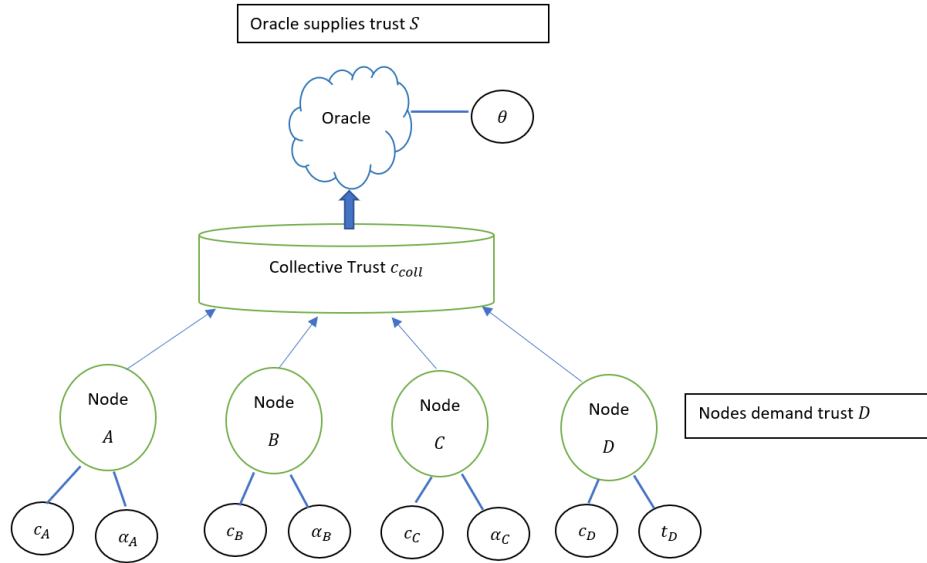 Oracle supplies trust S
Oracle
θ
Collective Trust c_coll
Node
A
Node
B
Node
C
Node
D
Nodes demand trust D
c_A
α_A
c_B
α_B
c_C
α_C
c_D
t_D